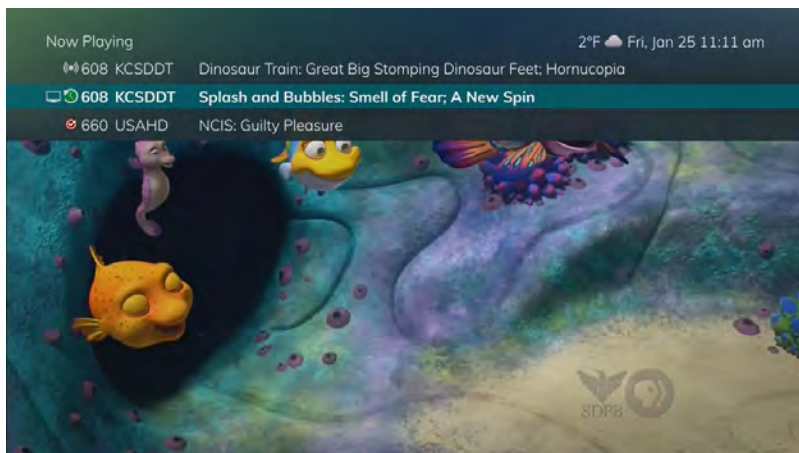 Now Playing
2°F Fri, Jan 25 11:11 am
608 KCSDDT Dinosaur Train: Great Big Stomping Dinosaur Feet; Hornucopia
608 KCSDDT Splash and Bubbles: Smell of Fear; A New Spin
660 USAHD NCIS: Guilty Pleasure
SDPB